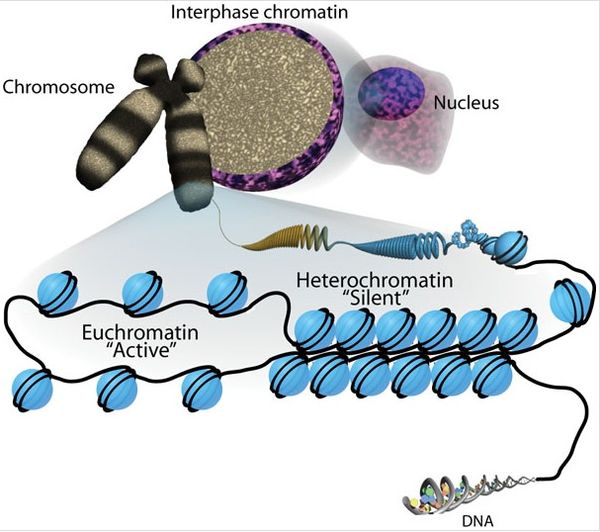 Interphase chromatin
Chromosome
Nucleus
Heterochromatin
“Silent”
Euchromatin
“Active”
DNA